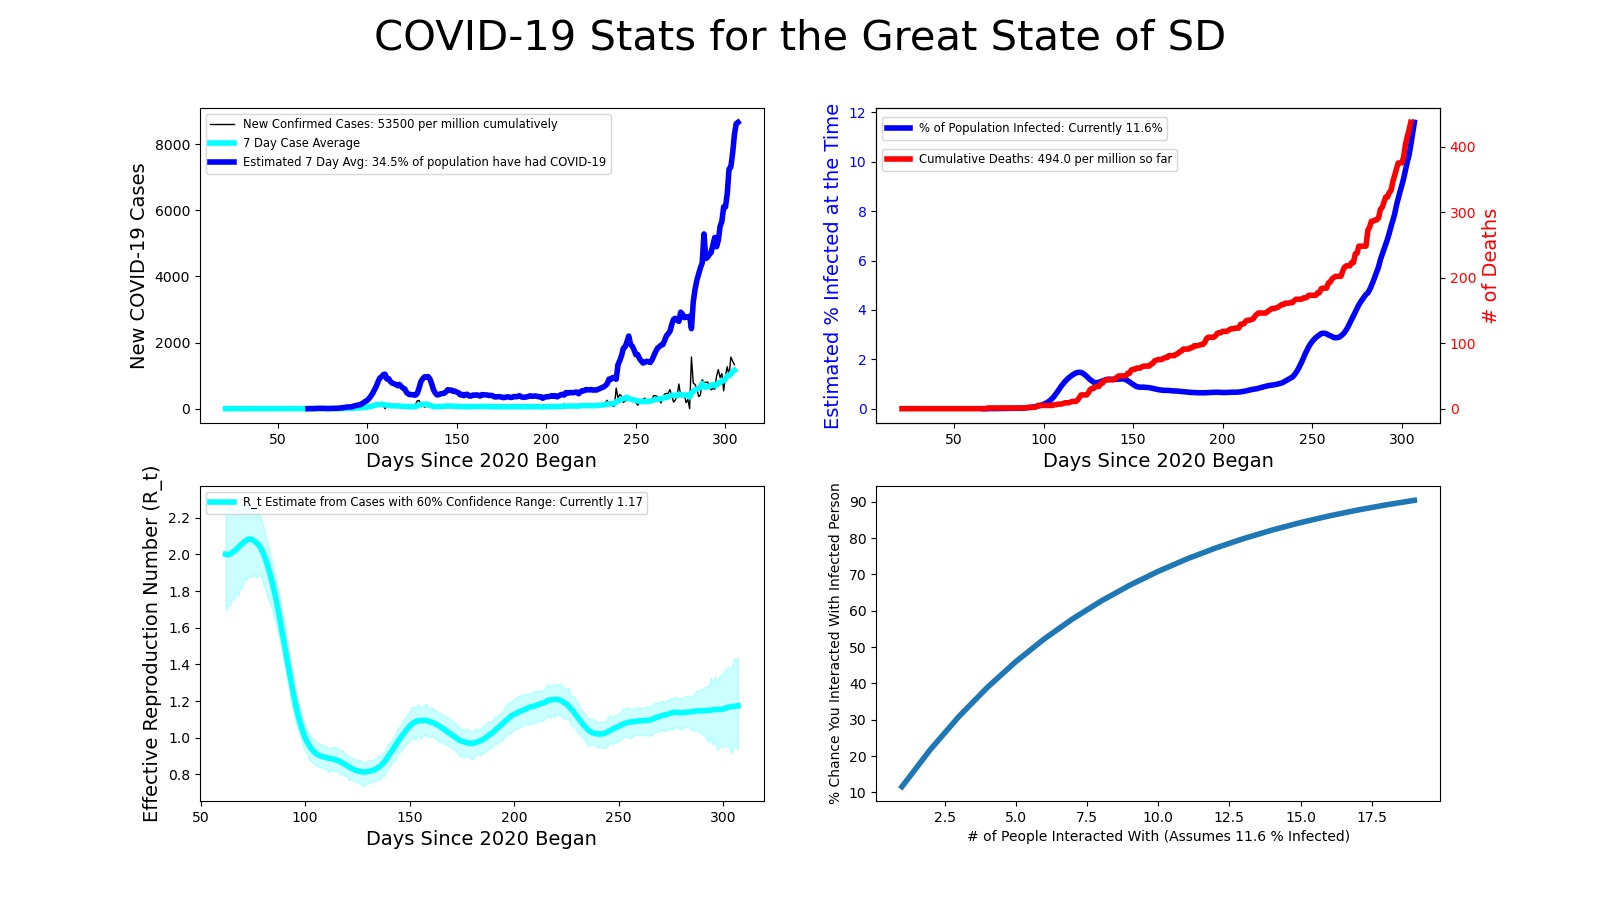 COVID-19 Stats for the Great State of SD
New COVID-19 Cases
8000
6000
4000
2000
0
New Confirmed Cases: 53500 per million cumulatively
7 Day Case Average
Estimated 7 Day Avg: 34.5% of population have had COVID-19
50 100 150 200 250 300
Days Since 2020 Began
Estimated % Infected at the Time
12
10
8
6
4
2
0
% of Population Infected: Currently 11.6%
Cumulative Deaths: 494.0 per million so far
400
300
200
100
0
# of Deaths
50 100 150 200 250 300
Days Since 2020 Began
Effective Reproduction Number (R_t)
2.2
2.0
1.8
1.6
1.4
1.2
1.0
0.8
R_t Estimate from Cases with 60% Confidence Range: Currently 1.17
50 100 150 200 250 300
Days Since 2020 Began
% Chance You Interacted With Infected Person
90
80
70
60
50
40
30
20
10
2.5 5.0 7.5 10.0 12.5 15.0 17.5
# of People Interacted With (Assumes 11.6 % Infected)